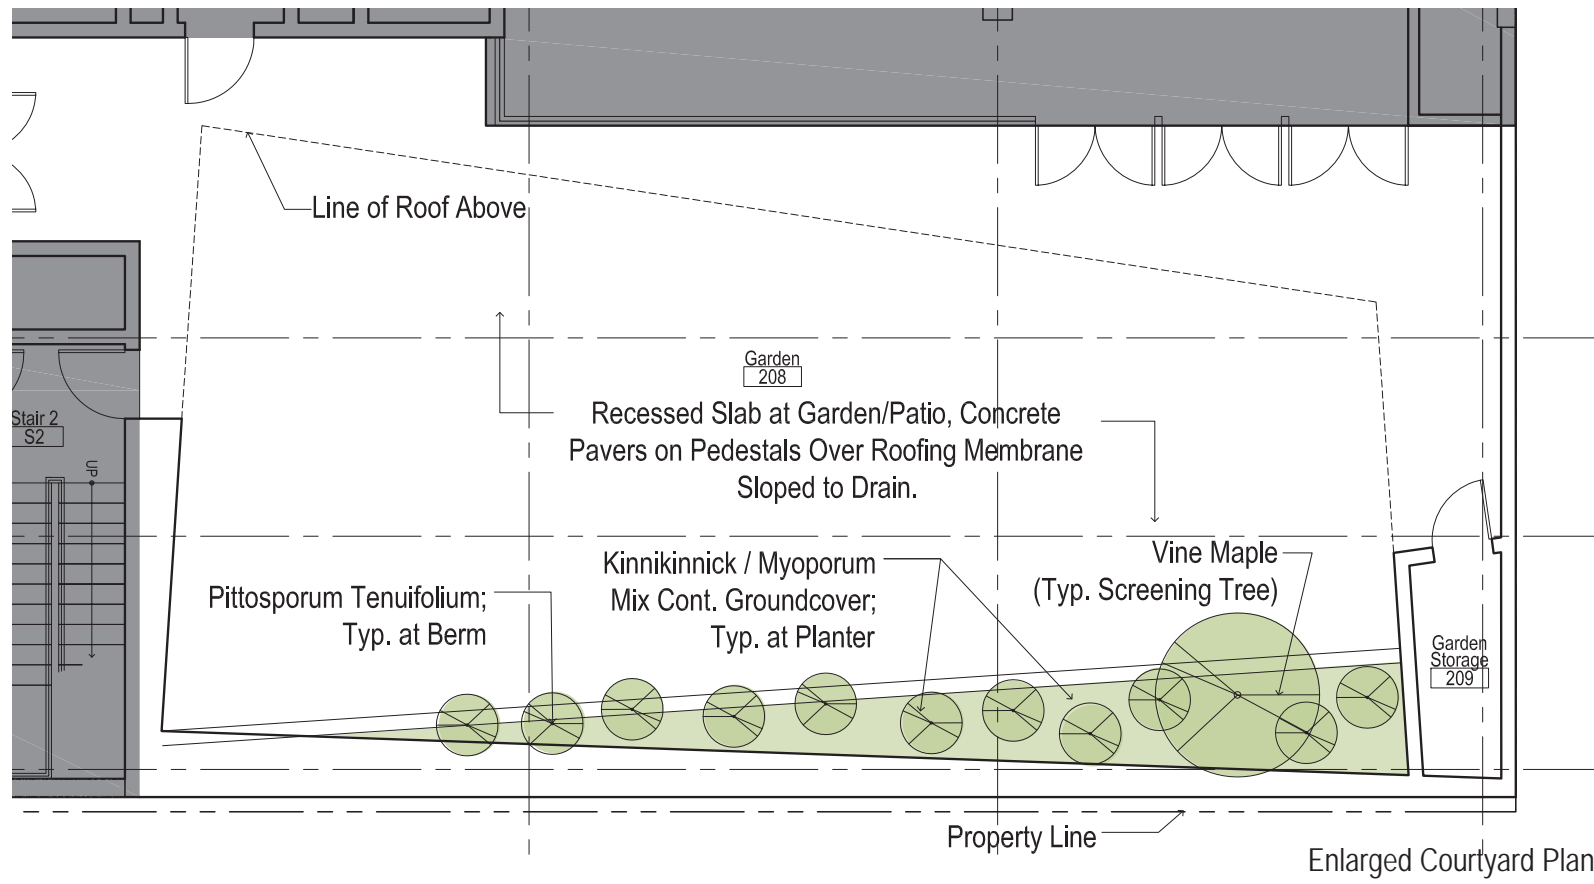 Line of Roof Above
Garden
208
Recessed Slab at Garden/Patio, Concrete
Pavers on Pedestals Over Roofing Membrane
Sloped to Drain.
Stair 2
S2
UP
Kinnikinnick / Myoporum
Mix Cont. Groundcover;
Typ. at Planter
Vine Maple
(Typ. Screening Tree)
Pittosporum Tenuifolium;
Typ. at Berm
Garden
Storage
209
Property Line
Enlarged Courtyard Plan